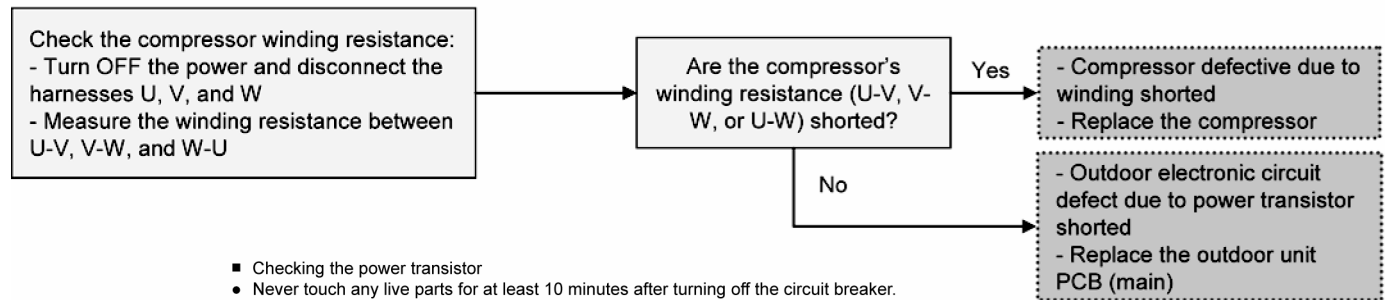 Check the compressor winding resistance:
- Turn OFF the power and disconnect the
harnesses U, V, and W
- Measure the winding resistance between
U-V, V-W, and W-U
Are the compressor's
winding resistance (U-V, V-
W, or U-W) shorted?
Yes
- Compressor defective due to
winding shorted
- Replace the compressor
No
- Outdoor electronic circuit
defect due to power transistor
shorted
- Replace the outdoor unit
PCB (main)
■ Checking the power transistor
● Never touch any live parts for at least 10 minutes after turning off the circuit breaker.